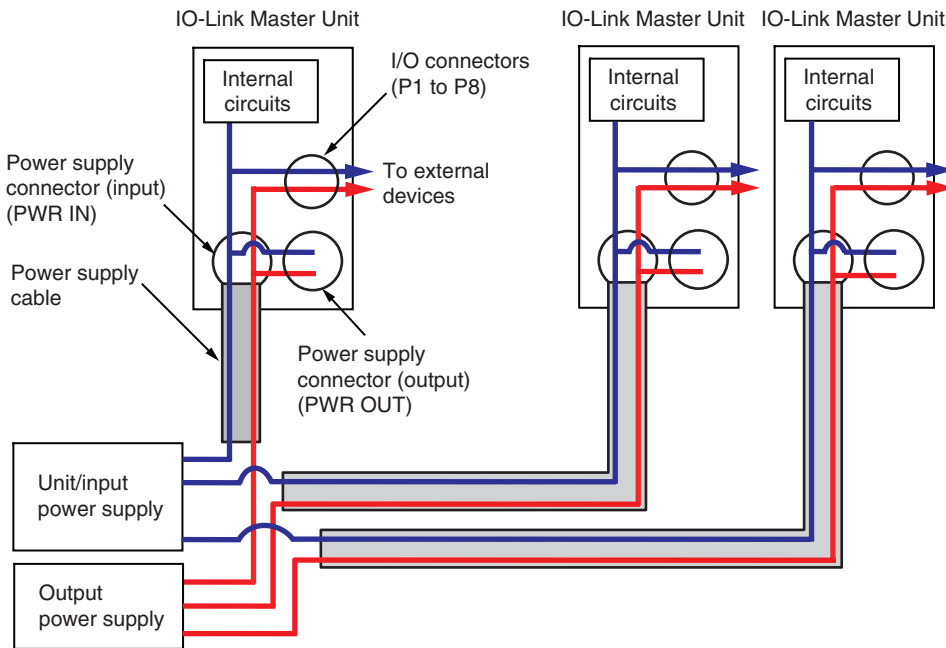 IO-Link Master Unit
IO-Link Master Unit
IO-Link Master Unit
Internal
circuits
I/O connectors
(P1 to P8)
Internal
circuits
Internal
circuits
Power supply
connector (input)
(PWR IN)
To external
devices
Power supply
cable
Power supply
connector (output)
(PWR OUT)
Unit/input
power supply
Output
power supply